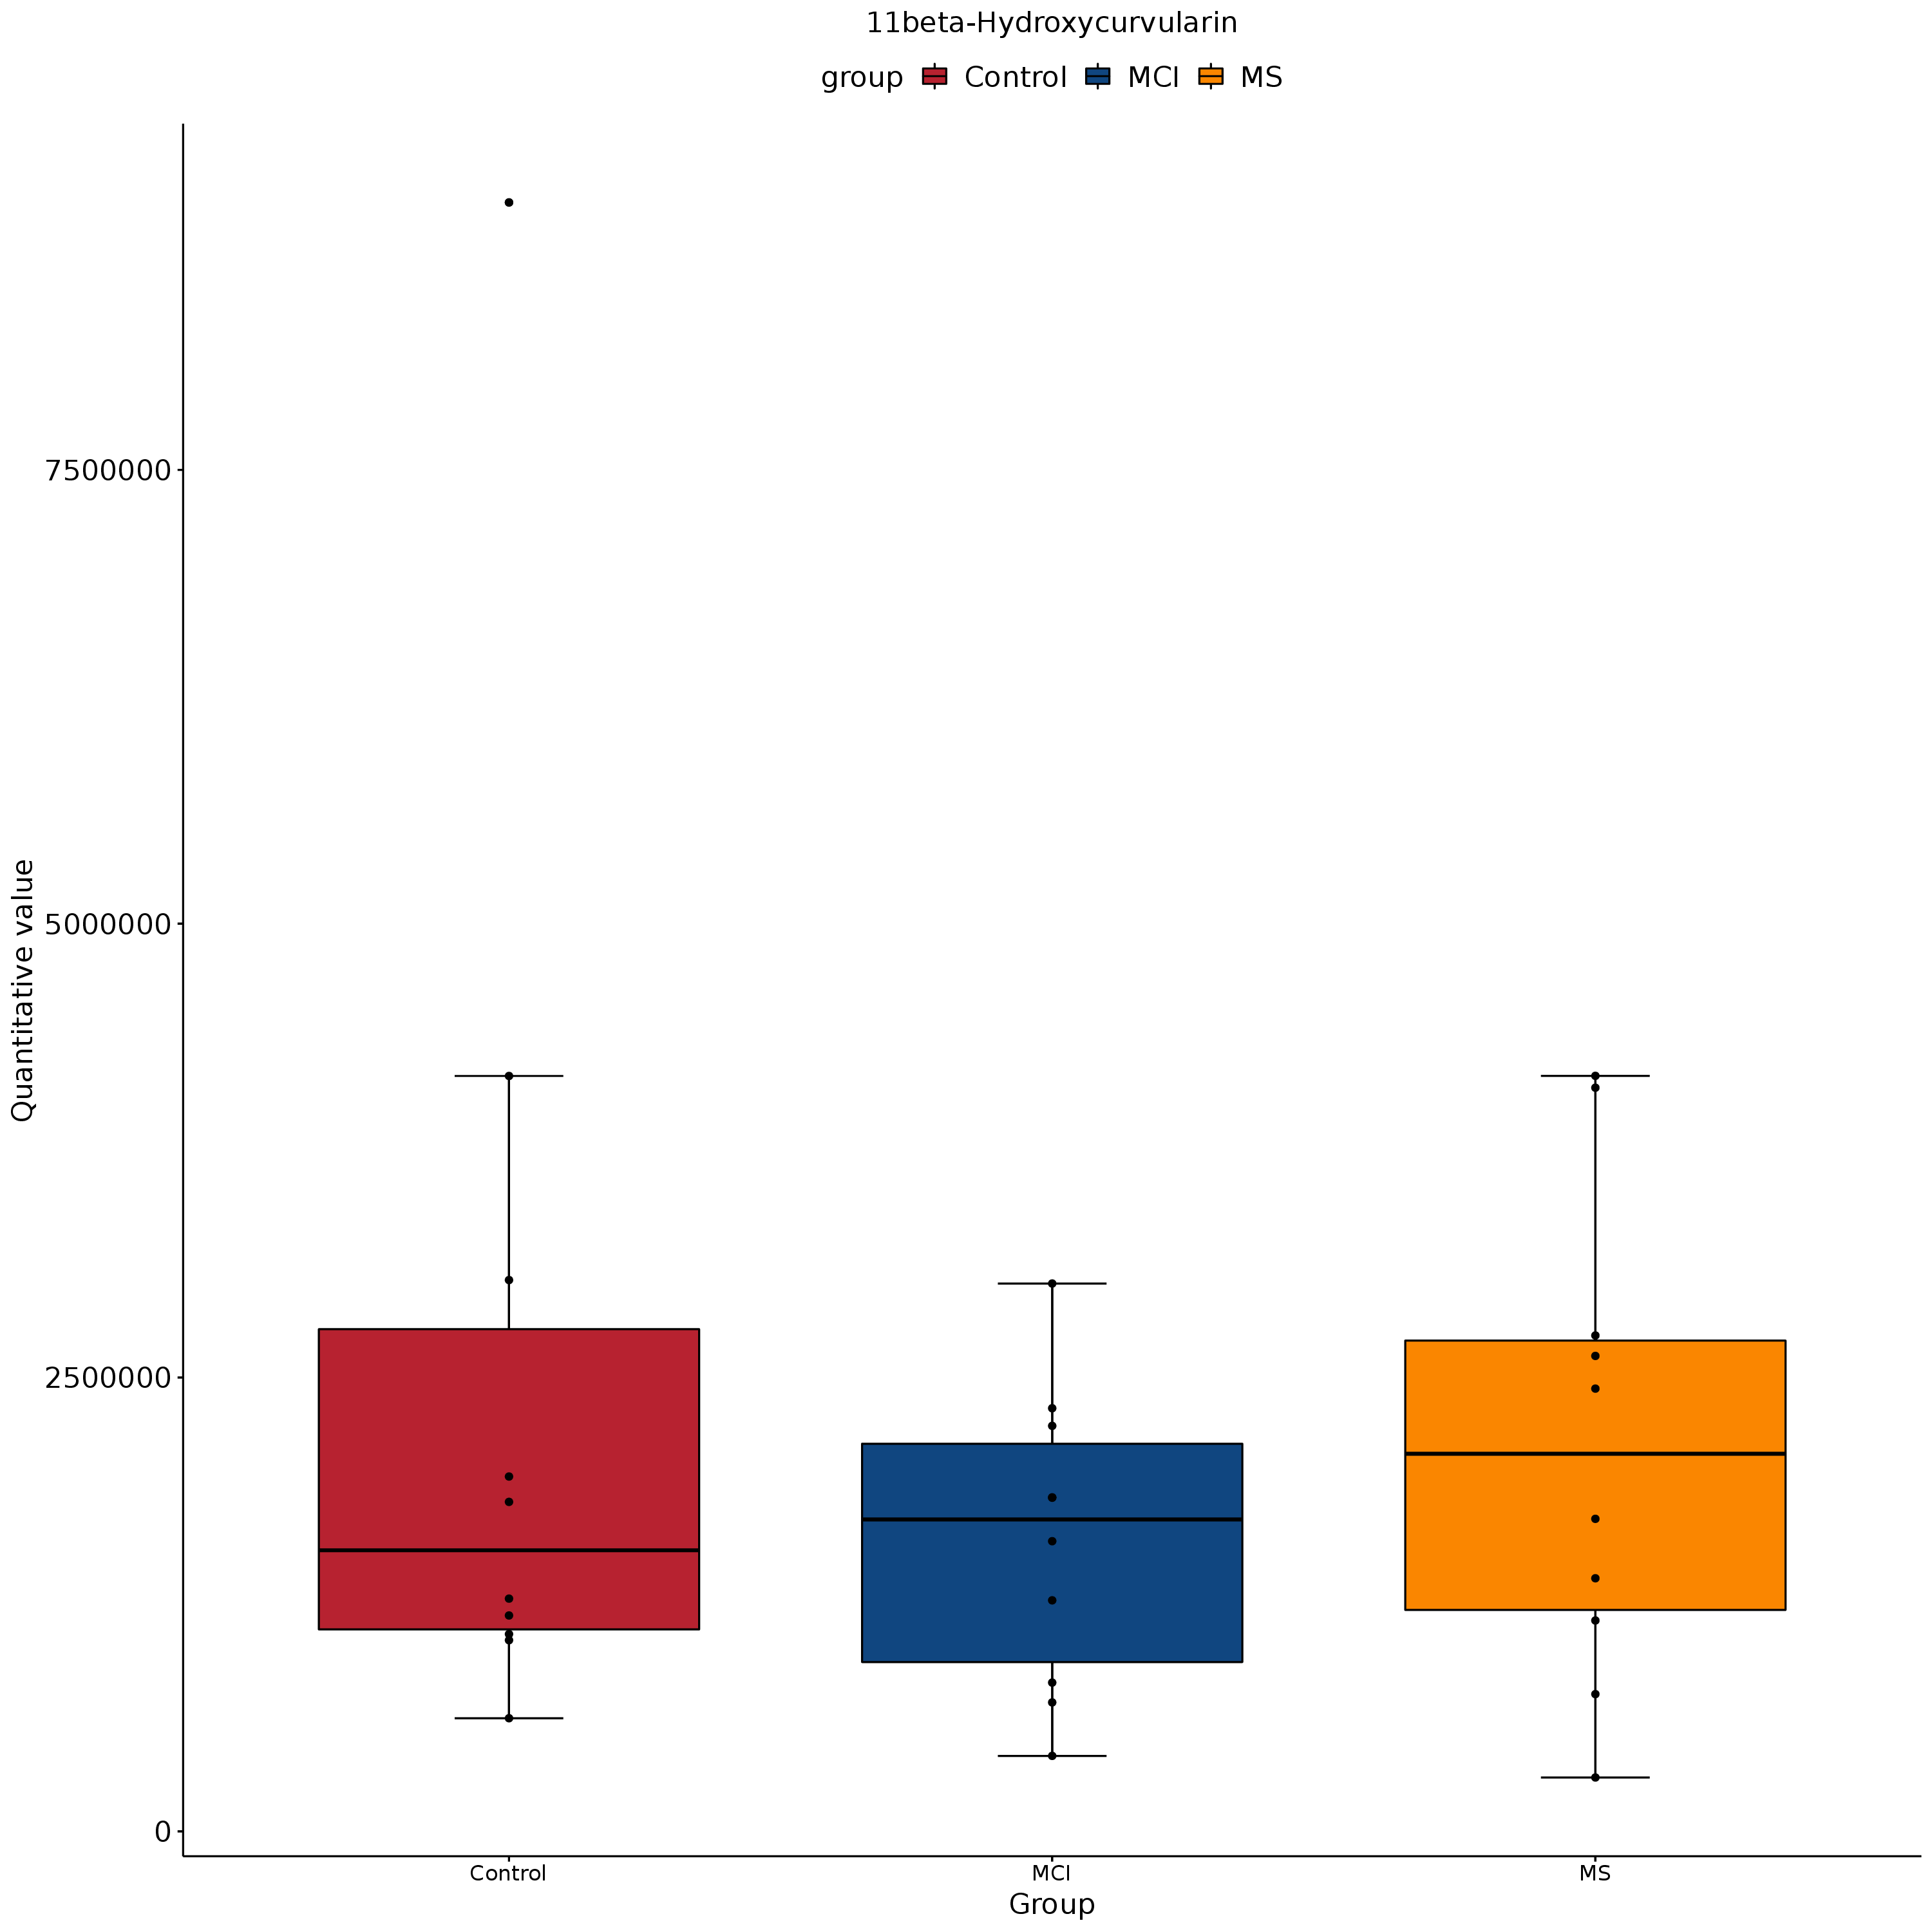 11beta-Hydroxycurvularin
group Control MCI MS
Quantitative value
7500000
5000000
2500000
0
Control MCI MS
Group